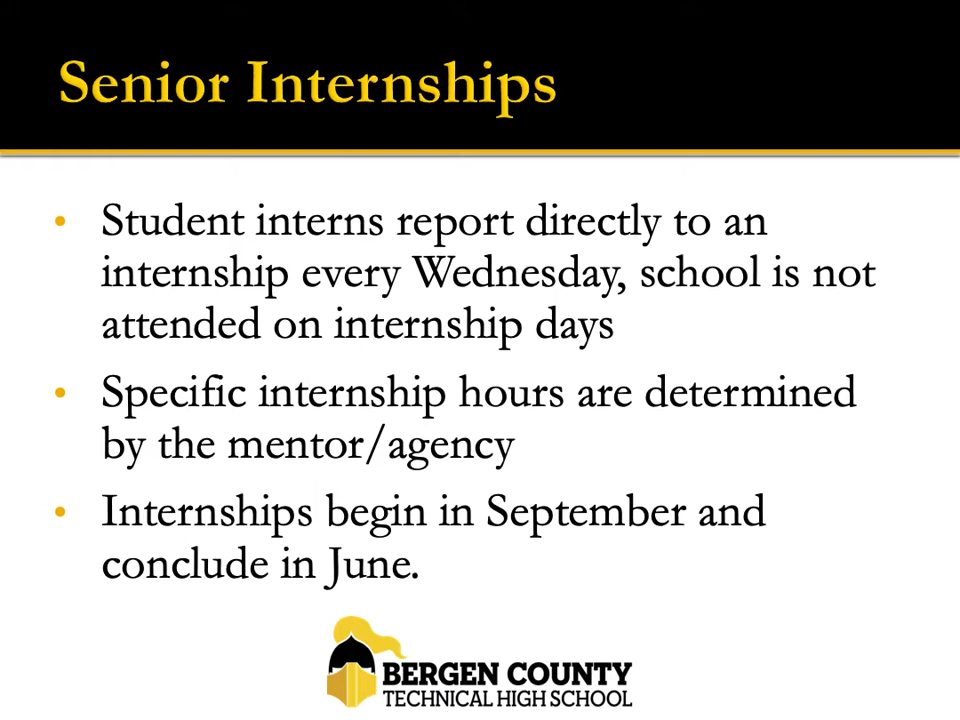 Senior Internships
• Student interns report directly to an
internship every Wednesday, school is not
attended on internship days
• Specific internship hours are determined
by the mentor/agency
• Internships begin in September and
conclude in June.
BERGEN COUNTY
TECHNICAL HIGH SCHOOL